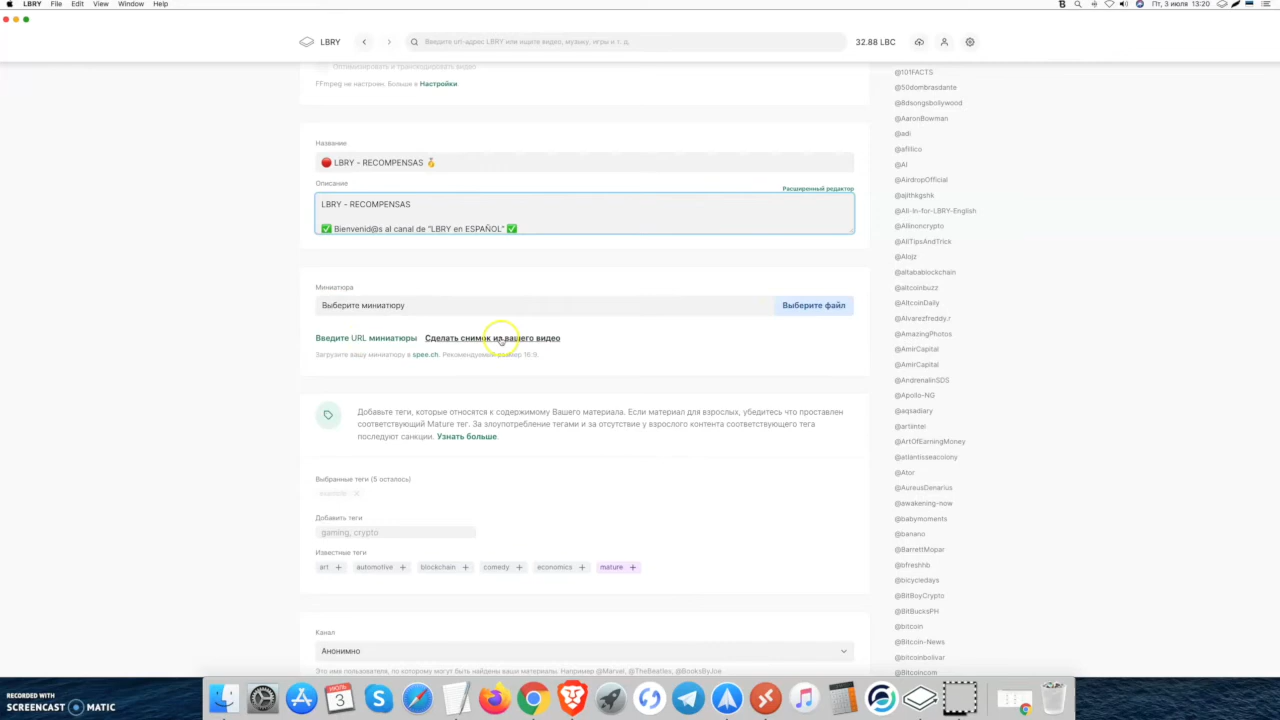 LBRY File Edit View Window Help
Пт, 3 июля 13:20
LBRY
Введите url-адрес LBRY или ищите видео, музыку, игры и т. д.
32.88 LBC
Оптимизировать и транскодировать видео
FFmpeg не настроен. Больше в Настройки.
Название
🔴 LBRY - RECOMPENSAS 🥇
Описание
Расширенный редактор
LBRY - RECOMPENSAS
✅ Bienvenid@s al canal de “LBRY en ESPAÑOL” ✅
Миниатюра
Выберите миниатюру
Выберите файл
Введите URL миниатюры Сделать снимок из вашего видео
Загрузите вашу миниатюру в spee.ch. Рекомендуемый размер 16:9.
Добавьте теги, которые относятся к содержимому Вашего материала. Если материал для взрослых, убедитесь что проставлен
соответствующий Mature тег. За злоупотребление тегами и за отсутствие у взрослого контента соответствующего тега
последуют санкции. Узнать больше.
Выбранные теги (5 осталось)
Добавить теги
gaming, crypto
Известные теги
art + automotive + blockchain + comedy + economics + mature +
Канал
Анонимно
Это имя пользователя, по которому могут быть найдены ваши материалы. Например @Marvel, @TheBeatles, @BooksByJoe
@101FACTS
@50dombrasdante
@8dsongsbollywood
@AaronBowman
@adi
@afillico
@AI
@AirdropOfficial
@ajithkgshk
@All-In-for-LBRY-English
@Allinoncrypto
@AllTipsAndTrick
@Alojz
@altabablockchain
@altcoinbuzz
@AltcoinDaily
@Alvarezfreddy.r
@AmazingPhotos
@AmirCapital
@AmirCapital
@AndrenalinSDS
@Apollo-NG
@aqsadiary
@artimtei
@ArtOfEarningMoney
@atlantisseacolony
@Ator
@AureusDenarius
@awakening-now
@babymoments
@banano
@BarrettMopar
@bfreshhb
@bicycledays
@BitBoyCrypto
@BitBucksPH
@bitcoin
@Bitcoin-News
@bitcoinbolivar
@Bitcoincom
ИЮЛЬ
3
RECORDED WITH
SCREENCAST MATIC